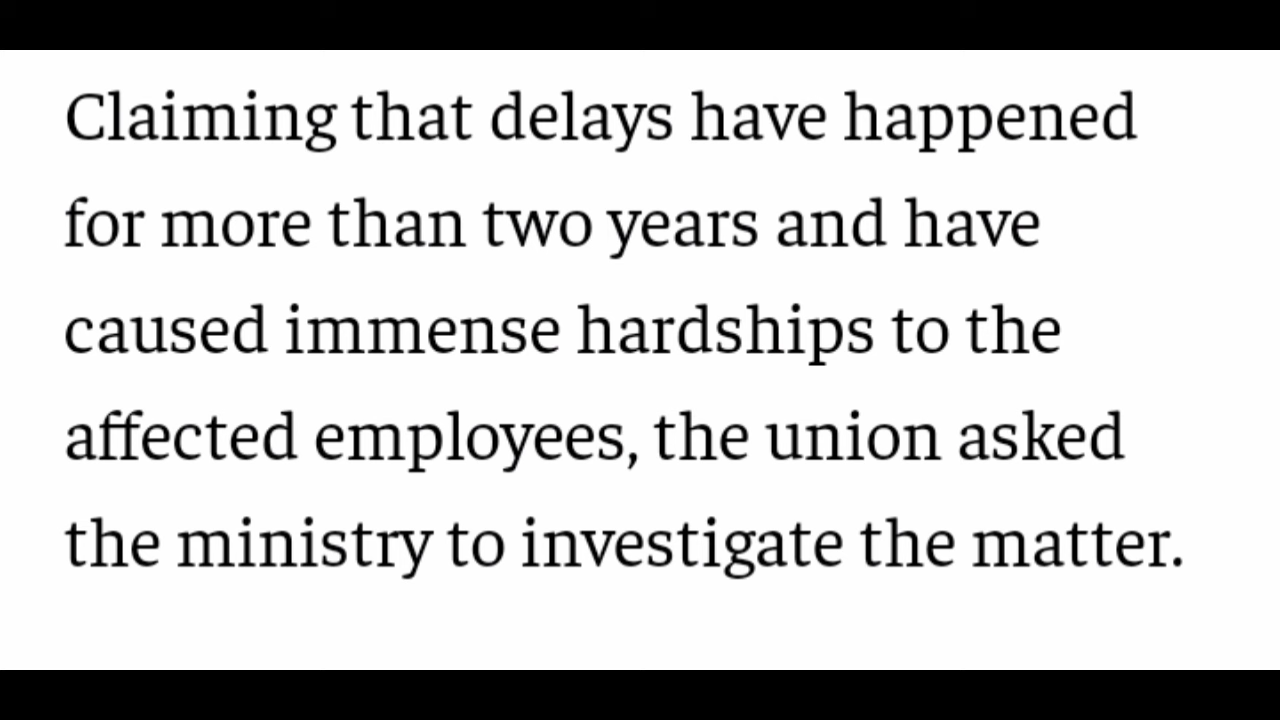 Claiming that delays have happened
for more than two years and have
caused immense hardships to the
affected employees, the union asked
the ministry to investigate the matter.